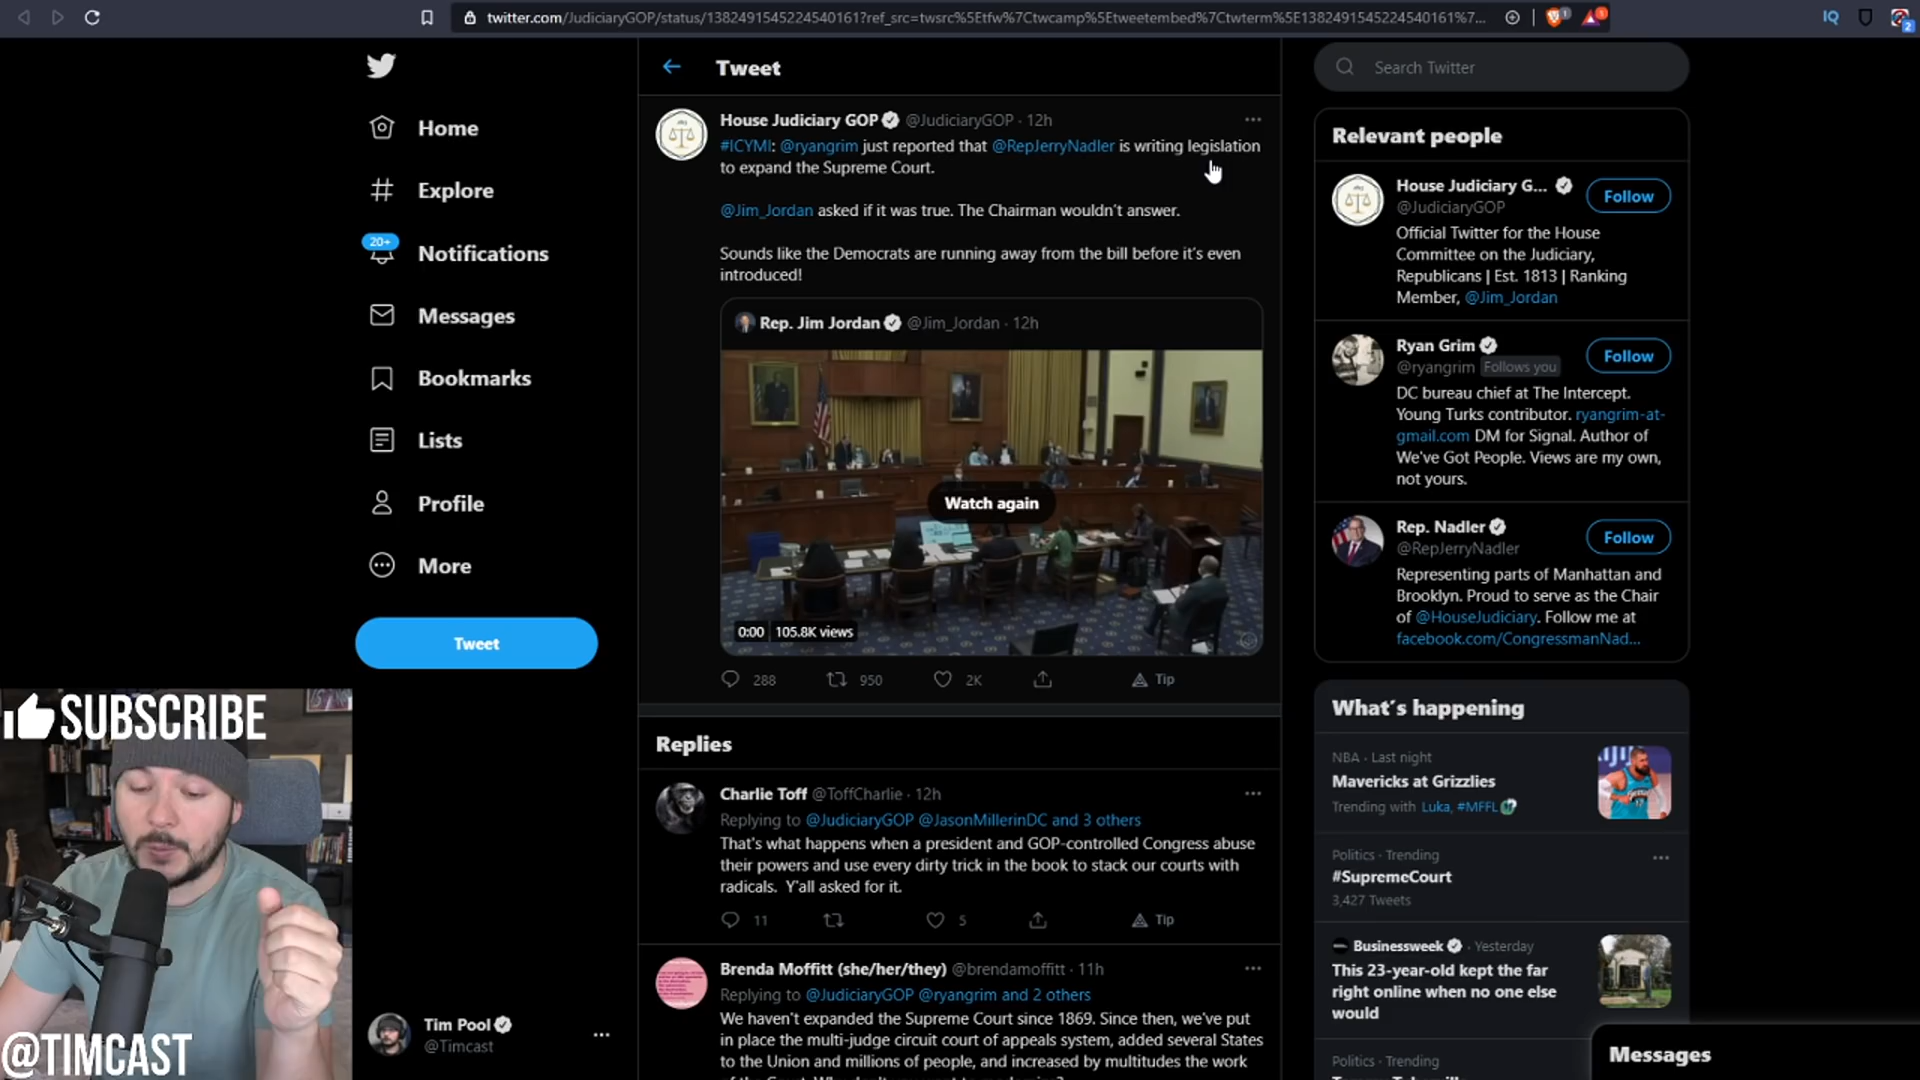 twitter.com/JudiciaryGOP/status/1382491545224540161?ref_src=twsrc%5Etfw%7Ctwcamp%5Etweetembed%7Ctwterm%5E1382491545224540161%7...
IQ
2
Home
Explore
20+
Notifications
Messages
Bookmarks
Lists
Profile
More
Tweet
Tim Pool
@Timcast
SUBSCRIBE
@TIMCAST
Tweet
House Judiciary GOP @JudiciaryGOP · 12h
#ICYMI: @ryangrim just reported that @RepJerryNadler is writing legislation
to expand the Supreme Court.
@Jim_Jordan asked if it was true. The Chairman wouldn't answer.
Sounds like the Democrats are running away from the bill before it's even
introduced!
Rep. Jim Jordan @Jim_Jordan · 12h
Watch again
0:00 105.8K views
288 950 2K Tip
Replies
Charlie Toff @ToffCharlie · 12h
Replying to @JudiciaryGOP @JasonMillerinDC and 3 others
That's what happens when a president and GOP-controlled Congress abuse
their powers and use every dirty trick in the book to stack our courts with
radicals. Y'all asked for it.
11 5 Tip
Brenda Moffitt (she/her/they) @brendamoffitt · 11h
Replying to @JudiciaryGOP @ryangrim and 2 others
We haven't expanded the Supreme Court since 1869. Since then, we've put
in place the multi-judge circuit court of appeals system, added several States
to the Union and millions of people, and increased by multitudes the work
Search Twitter
Relevant people
House Judiciary G...
@JudiciaryGOP
Follow
Official Twitter for the House
Committee on the Judiciary,
Republicans | Est. 1813 | Ranking
Member, @Jim_Jordan
Ryan Grim
@ryangrim Follows you
Follow
DC bureau chief at The Intercept.
Young Turks contributor. ryangrim-at-
gmail.com DM for Signal. Author of
We've Got People. Views are my own,
not yours.
Rep. Nadler
@RepJerryNadler
Follow
Representing parts of Manhattan and
Brooklyn. Proud to serve as the Chair
of @HouseJudiciary. Follow me at
facebook.com/CongressmanNad...
What's happening
NBA · Last night
Mavericks at Grizzlies
Trending with Luka, #MFFL
Politics · Trending
#SupremeCourt
3,427 Tweets
Businessweek · Yesterday
This 23-year-old kept the far
right online when no one else
would
Politics · Trending
Messages